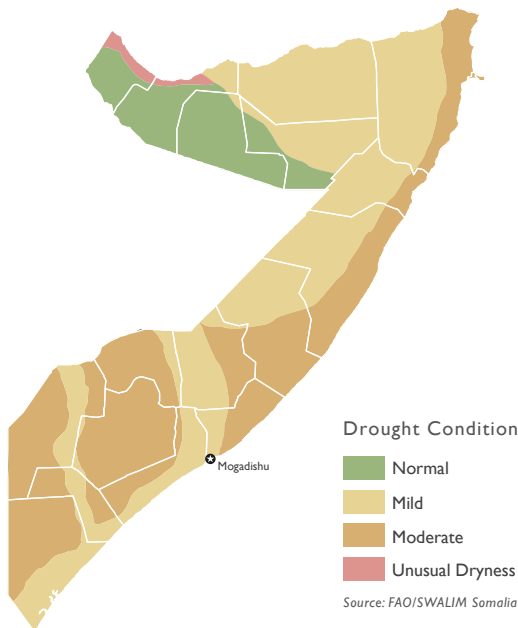 Mogadishu
Drought Condition
Normal
Mild
Moderate
Unusual Dryness
Source: FAO/SWALIM Somalia